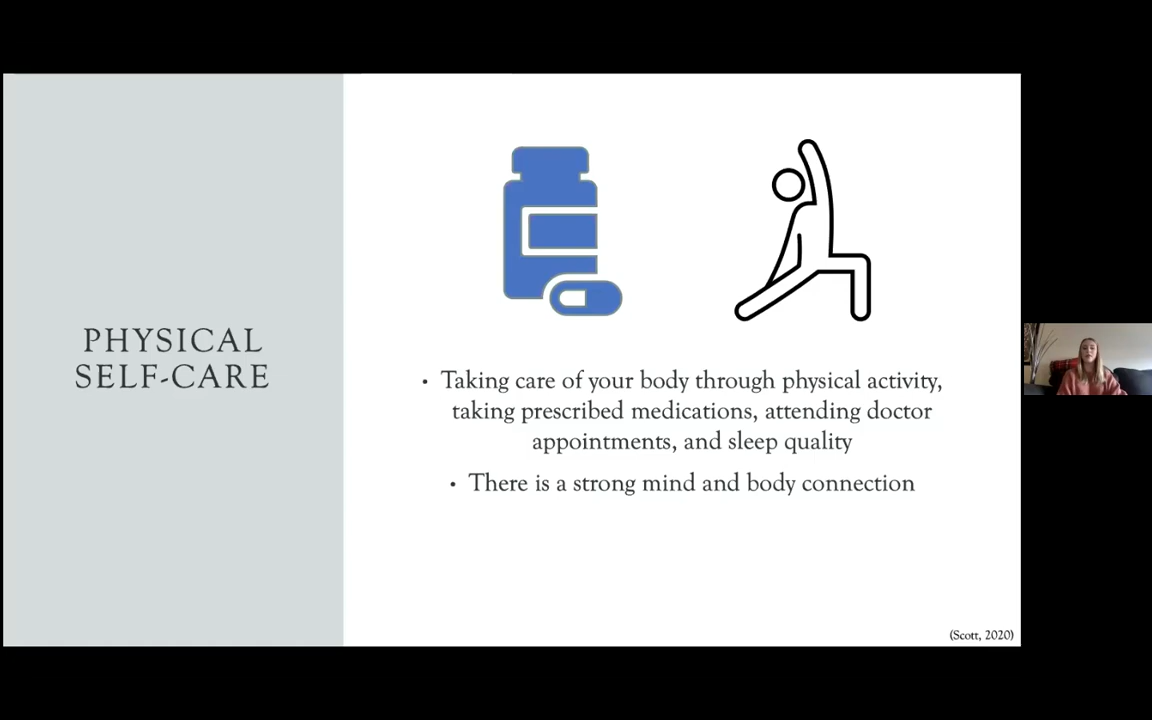 PHYSICAL
SELF-CARE
• Taking care of your body through physical activity,
taking prescribed medications, attending doctor
appointments, and sleep quality
• There is a strong mind and body connection
(Scott, 2020)